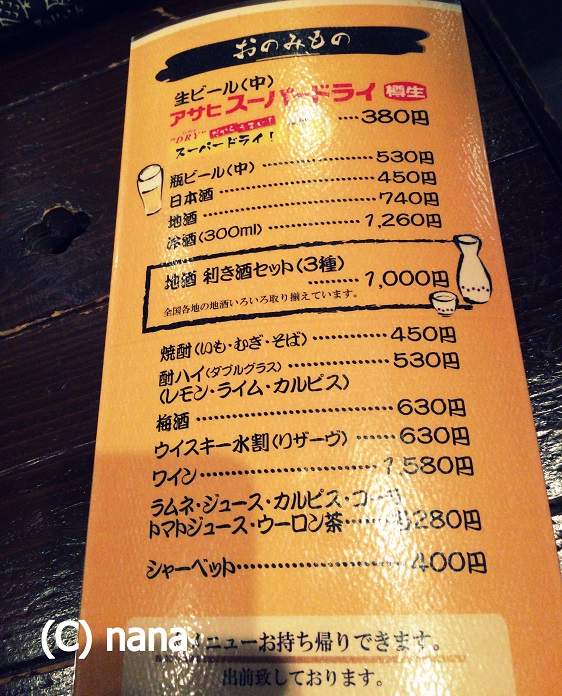 おのみもの
生ビール(中)
アサヒスーパードライ 樽生
"DRY" だからうまい!
スーパードライ! 380円
瓶ビール(中) 530円
日本酒 450円
地酒 740円
冷酒(300ml) 1,260円
地酒 利き酒セット(3種) 1,000円
全国各地の地酒いろいろ取り揃えています。
焼酎(いも・むぎ・そば) 450円
酎ハイ(ダブルグラス) 530円
(レモン・ライム・カルピス)
梅酒 630円
ウイスキー水割(リザーヴ) 630円
ワイン 1,580円
ラムネ・ジュース・カルピス・コーラ
トマトジュース・ウーロン茶 280円
シャーベット 400円
メニューお持ち帰りできます。
出前致しております。
(C) nana